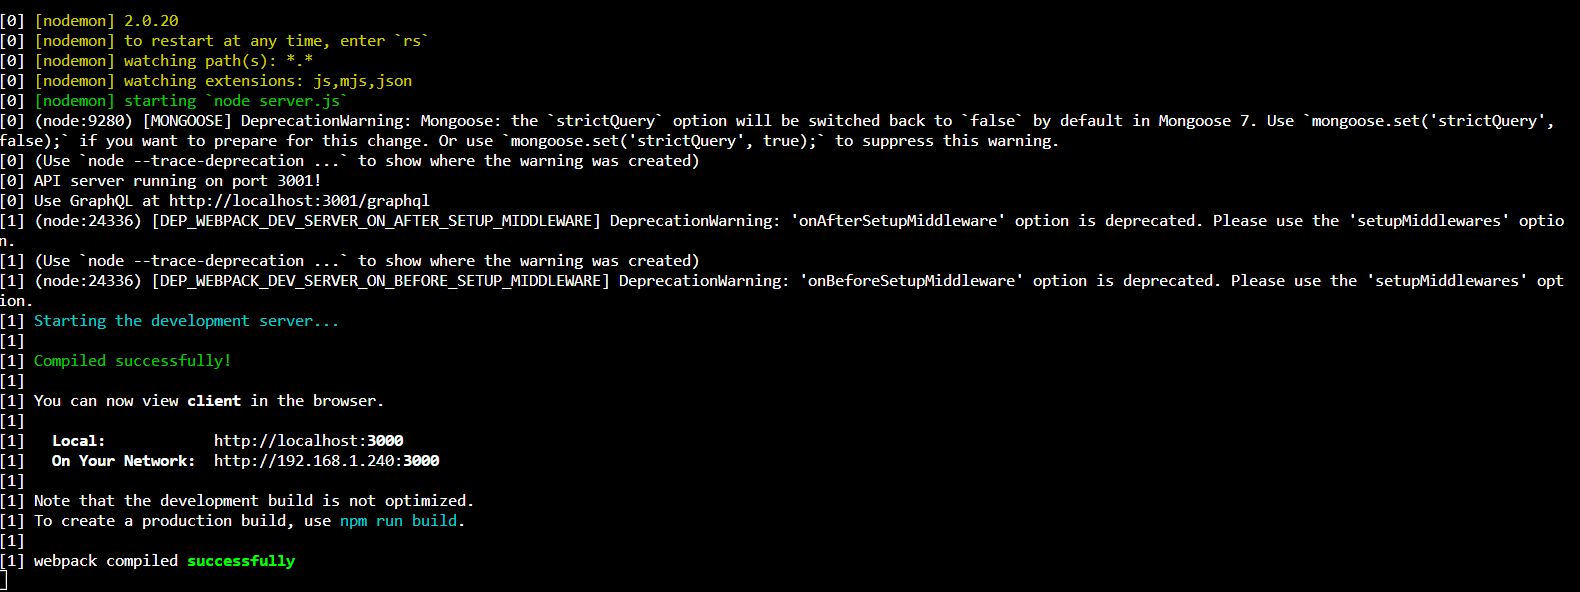 [0] [nodemon] 2.0.20
[0] [nodemon] to restart at any time, enter `rs`
[0] [nodemon] watching path(s): *.*
[0] [nodemon] watching extensions: js,mjs,json
[0] [nodemon] starting `node server.js`
[0] (node:9280) [MONGOOSE] DeprecationWarning: Mongoose: the `strictQuery` option will be switched back to `false` by default in Mongoose 7. Use `mongoose.set('strictQuery',
false);` if you want to prepare for this change. Or use `mongoose.set('strictQuery', true);` to suppress this warning.
[0] (Use `node --trace-deprecation ...` to show where the warning was created)
[0] API server running on port 3001!
[0] Use GraphQL at http://localhost:3001/graphql
[1] (node:24336) [DEP_WEBPACK_DEV_SERVER_ON_AFTER_SETUP_MIDDLEWARE] DeprecationWarning: 'onAfterSetupMiddleware' option is deprecated. Please use the 'setupMiddlewares' optio
n.
[1] (Use `node --trace-deprecation ...` to show where the warning was created)
[1] (node:24336) [DEP_WEBPACK_DEV_SERVER_ON_BEFORE_SETUP_MIDDLEWARE] DeprecationWarning: 'onBeforeSetupMiddleware' option is deprecated. Please use the 'setupMiddlewares' opt
ion.
[1] Starting the development server...
[1]
[1] Compiled successfully!
[1]
[1] You can now view client in the browser.
[1]
[1]   Local:            http://localhost:3000
[1]   On Your Network:  http://192.168.1.240:3000
[1]
[1] Note that the development build is not optimized.
[1] To create a production build, use npm run build.
[1]
[1] webpack compiled successfully